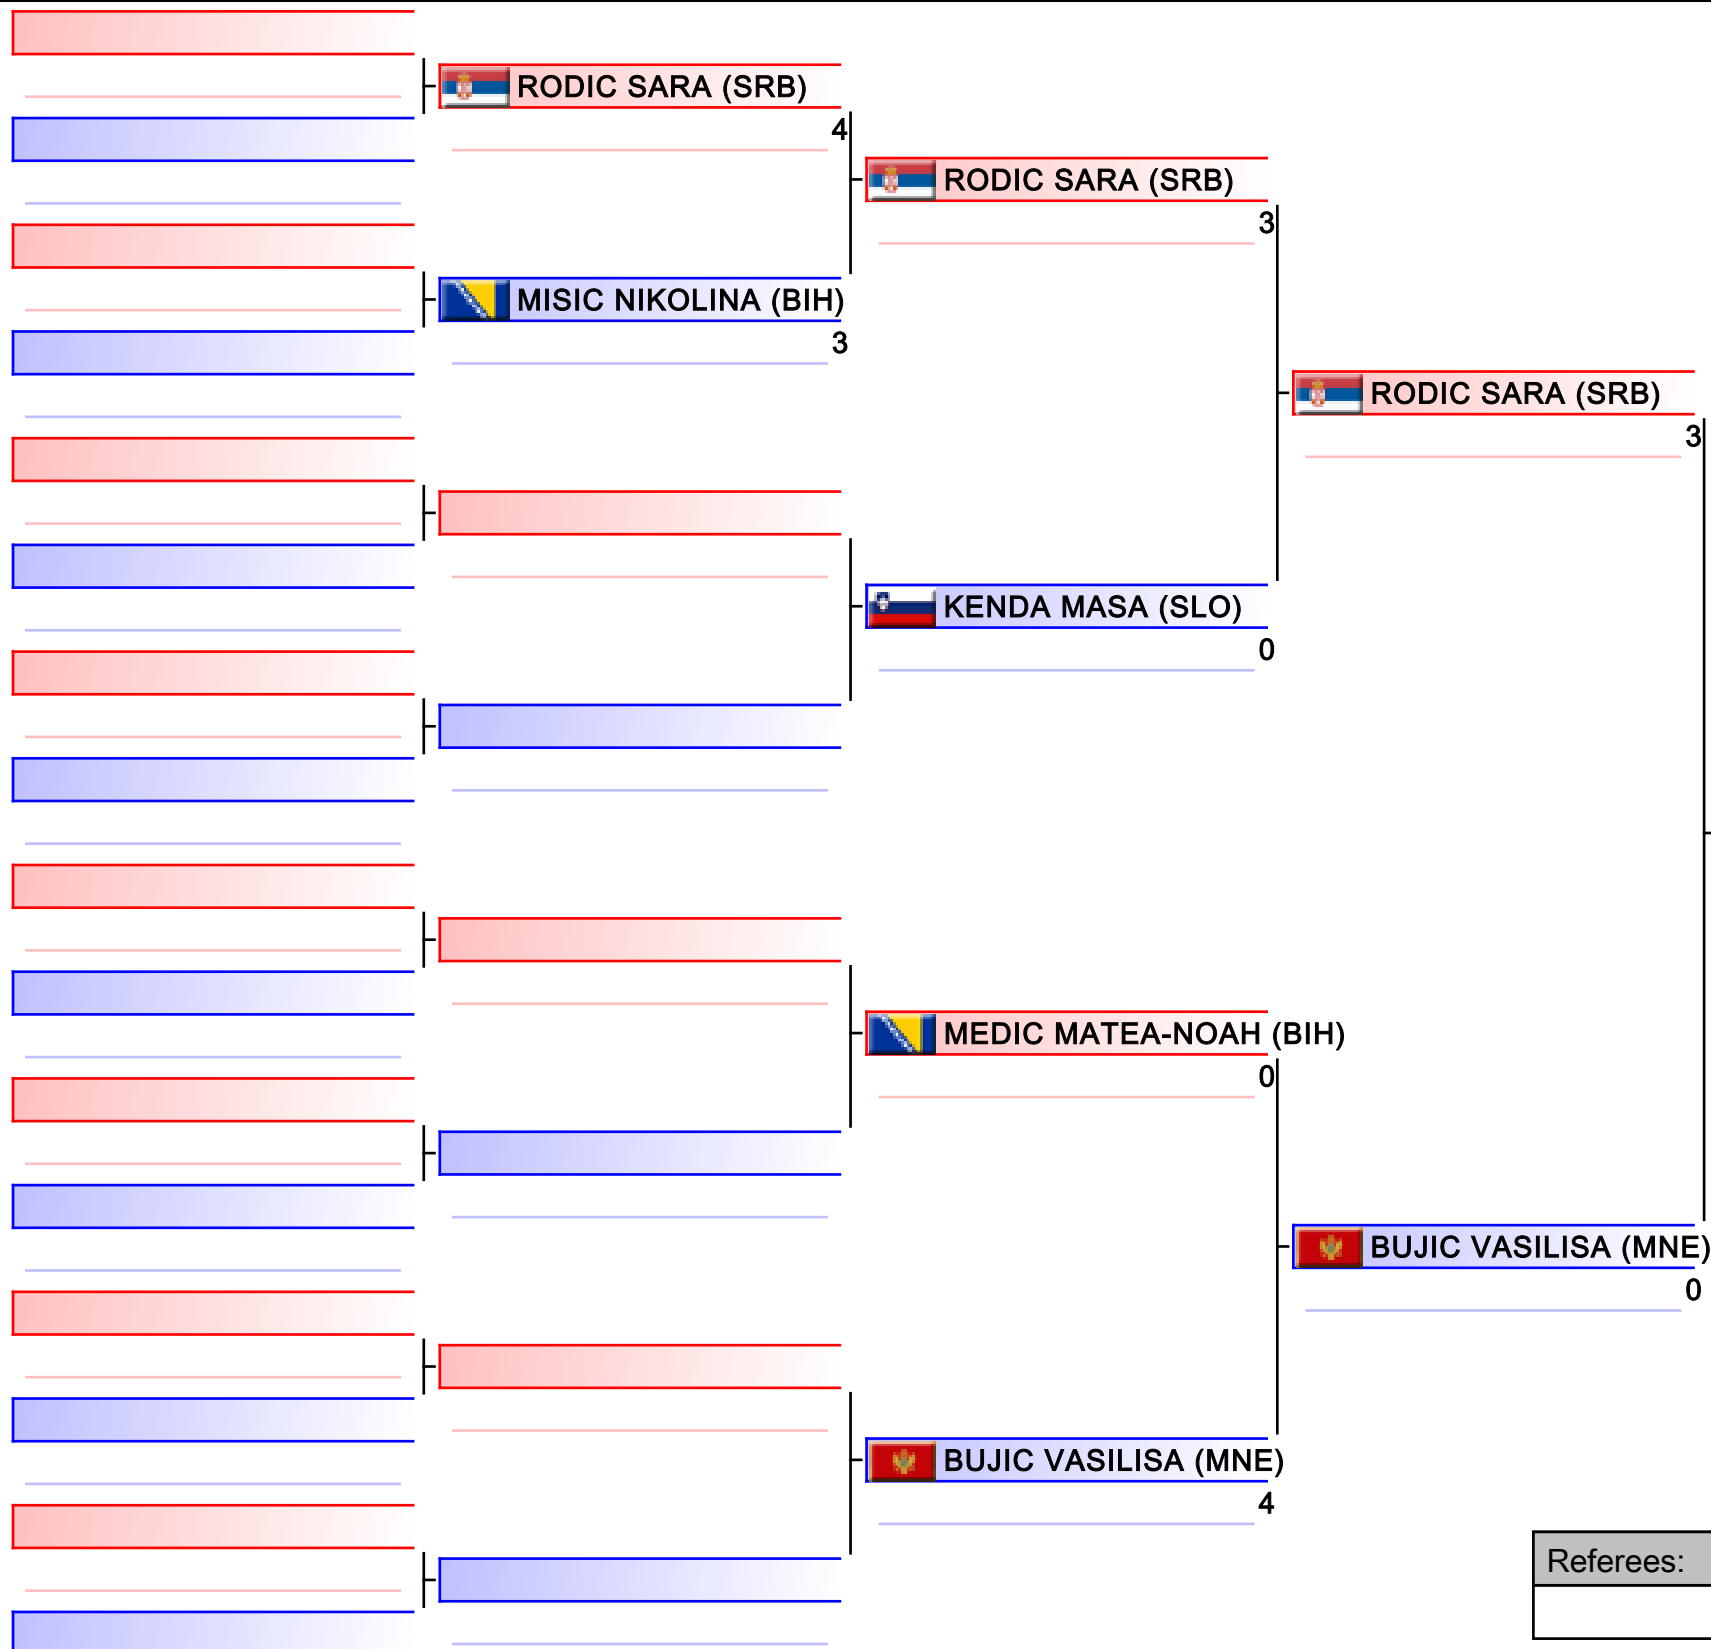 RODIC SARA (SRB)
4
RODIC SARA (SRB)
3
MISIC NIKOLINA (BIH)
3
RODIC SARA (SRB)
3
KENDA MASA (SLO)
0
MEDIC MATEA-NOAH (BIH)
0
BUJIC VASILISA (MNE)
0
BUJIC VASILISA (MNE)
4
Referees: